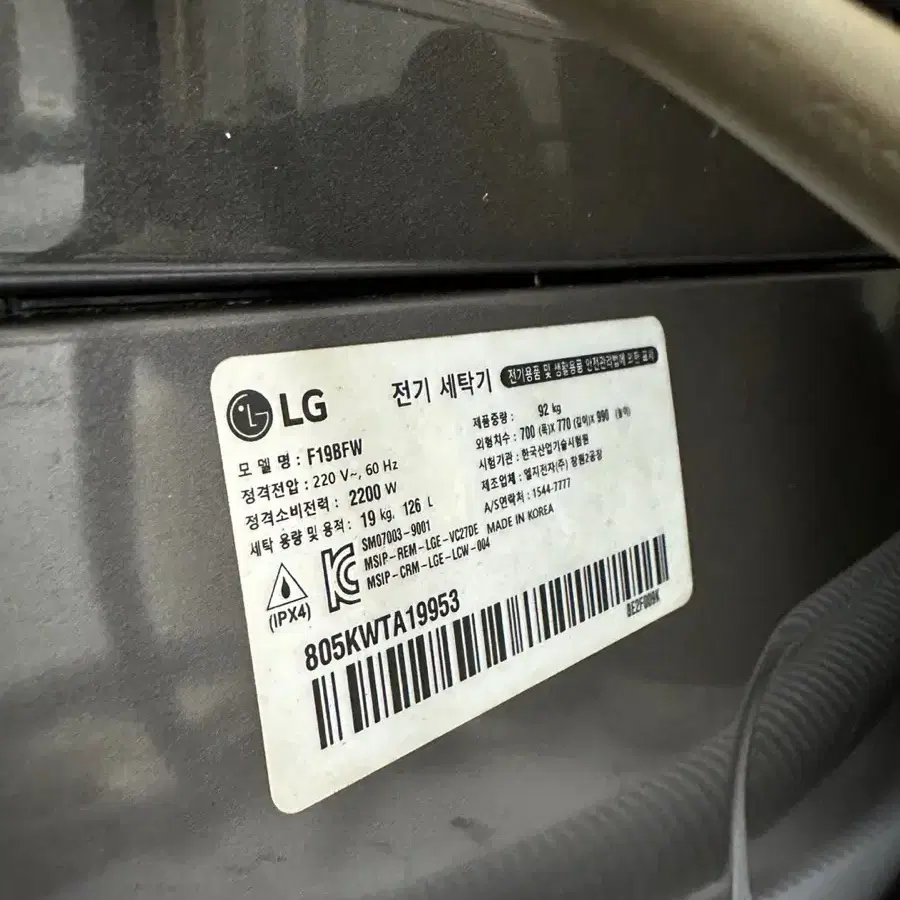 LG
전기 세탁기
전기용품 및 생활용품 안전관리법에 의한 표시
모 델 명 : F19BFW
정격전압 : 220 V~, 60 Hz
정격소비전력 : 2200 W
세탁 용량 및 용적 : 19 kg, 126 L
제품중량 : 92 kg
외형치수 : 700 (폭)X 770 (깊이)X 990 (높이)
시험기관 : 한국산업기술시험원
제조업체 : 엘지전자(주) 창원2공장
A/S연락처 : 1544-7777
MADE IN KOREA
(IPX4)
SM07003-9001
MSIP-REM-LGE-VC27DE
MSIP-CRM-LGE-LCW-004
805KWTA19953